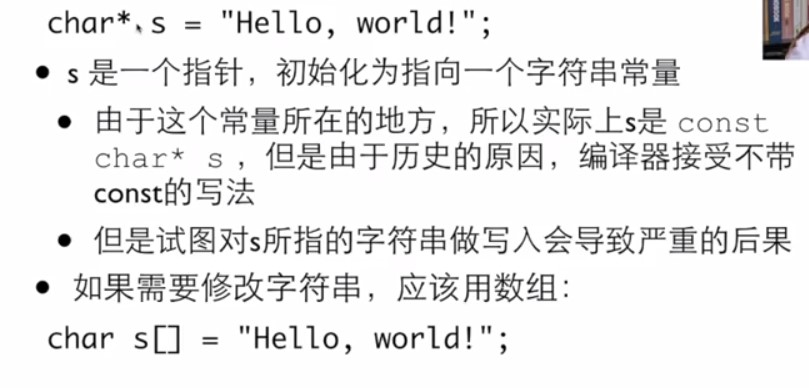 char* s = "Hello, world!";
• s 是一个指针，初始化为指向一个字符串常量
• 由于这个常量所在的地方，所以实际上s是 const
char* s ，但是由于历史的原因，编译器接受不带
const的写法
• 但是试图对s所指的字符串做写入会导致严重的后果
• 如果需要修改字符串，应该用数组：
char s[] = "Hello, world!";